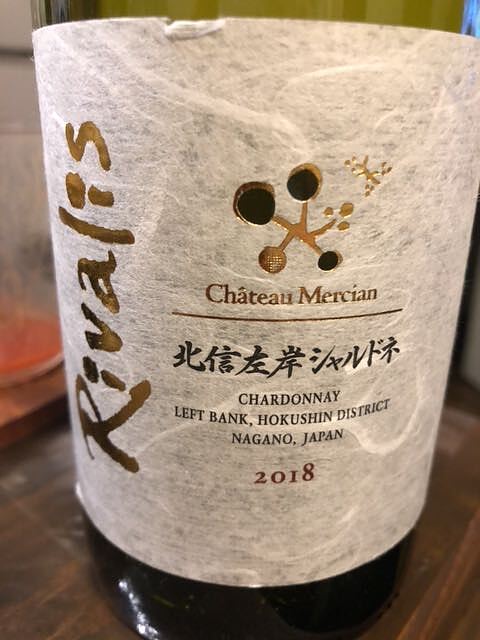 Rivalis
Château Mercian
北信左岸シャルドネ
CHARDONNAY
LEFT BANK, HOKUSHIN DISTRICT
NAGANO, JAPAN
2018